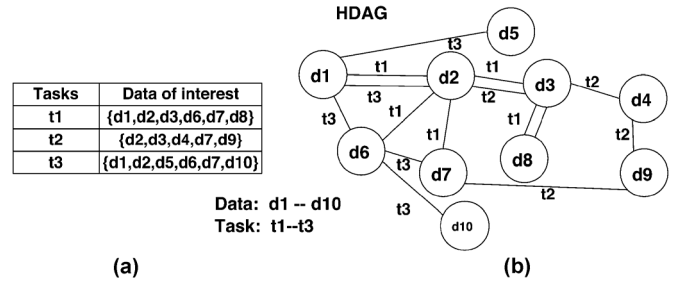 HDAG
Tasks Data of interest
t1 {d1,d2,d3,d6,d7,d8}
t2 {d2,d3,d4,d7,d9}
t3 {d1,d2,d5,d6,d7,d10}
(a)
d5
t3
d1 t1 d2 t1 d3 t2
t3 t2 d4
t3 t1 t1 t1 t2
d6 t3 d7 d8 d9
t2
t3
d10
Data: d1 -- d10
Task: t1--t3
(b)